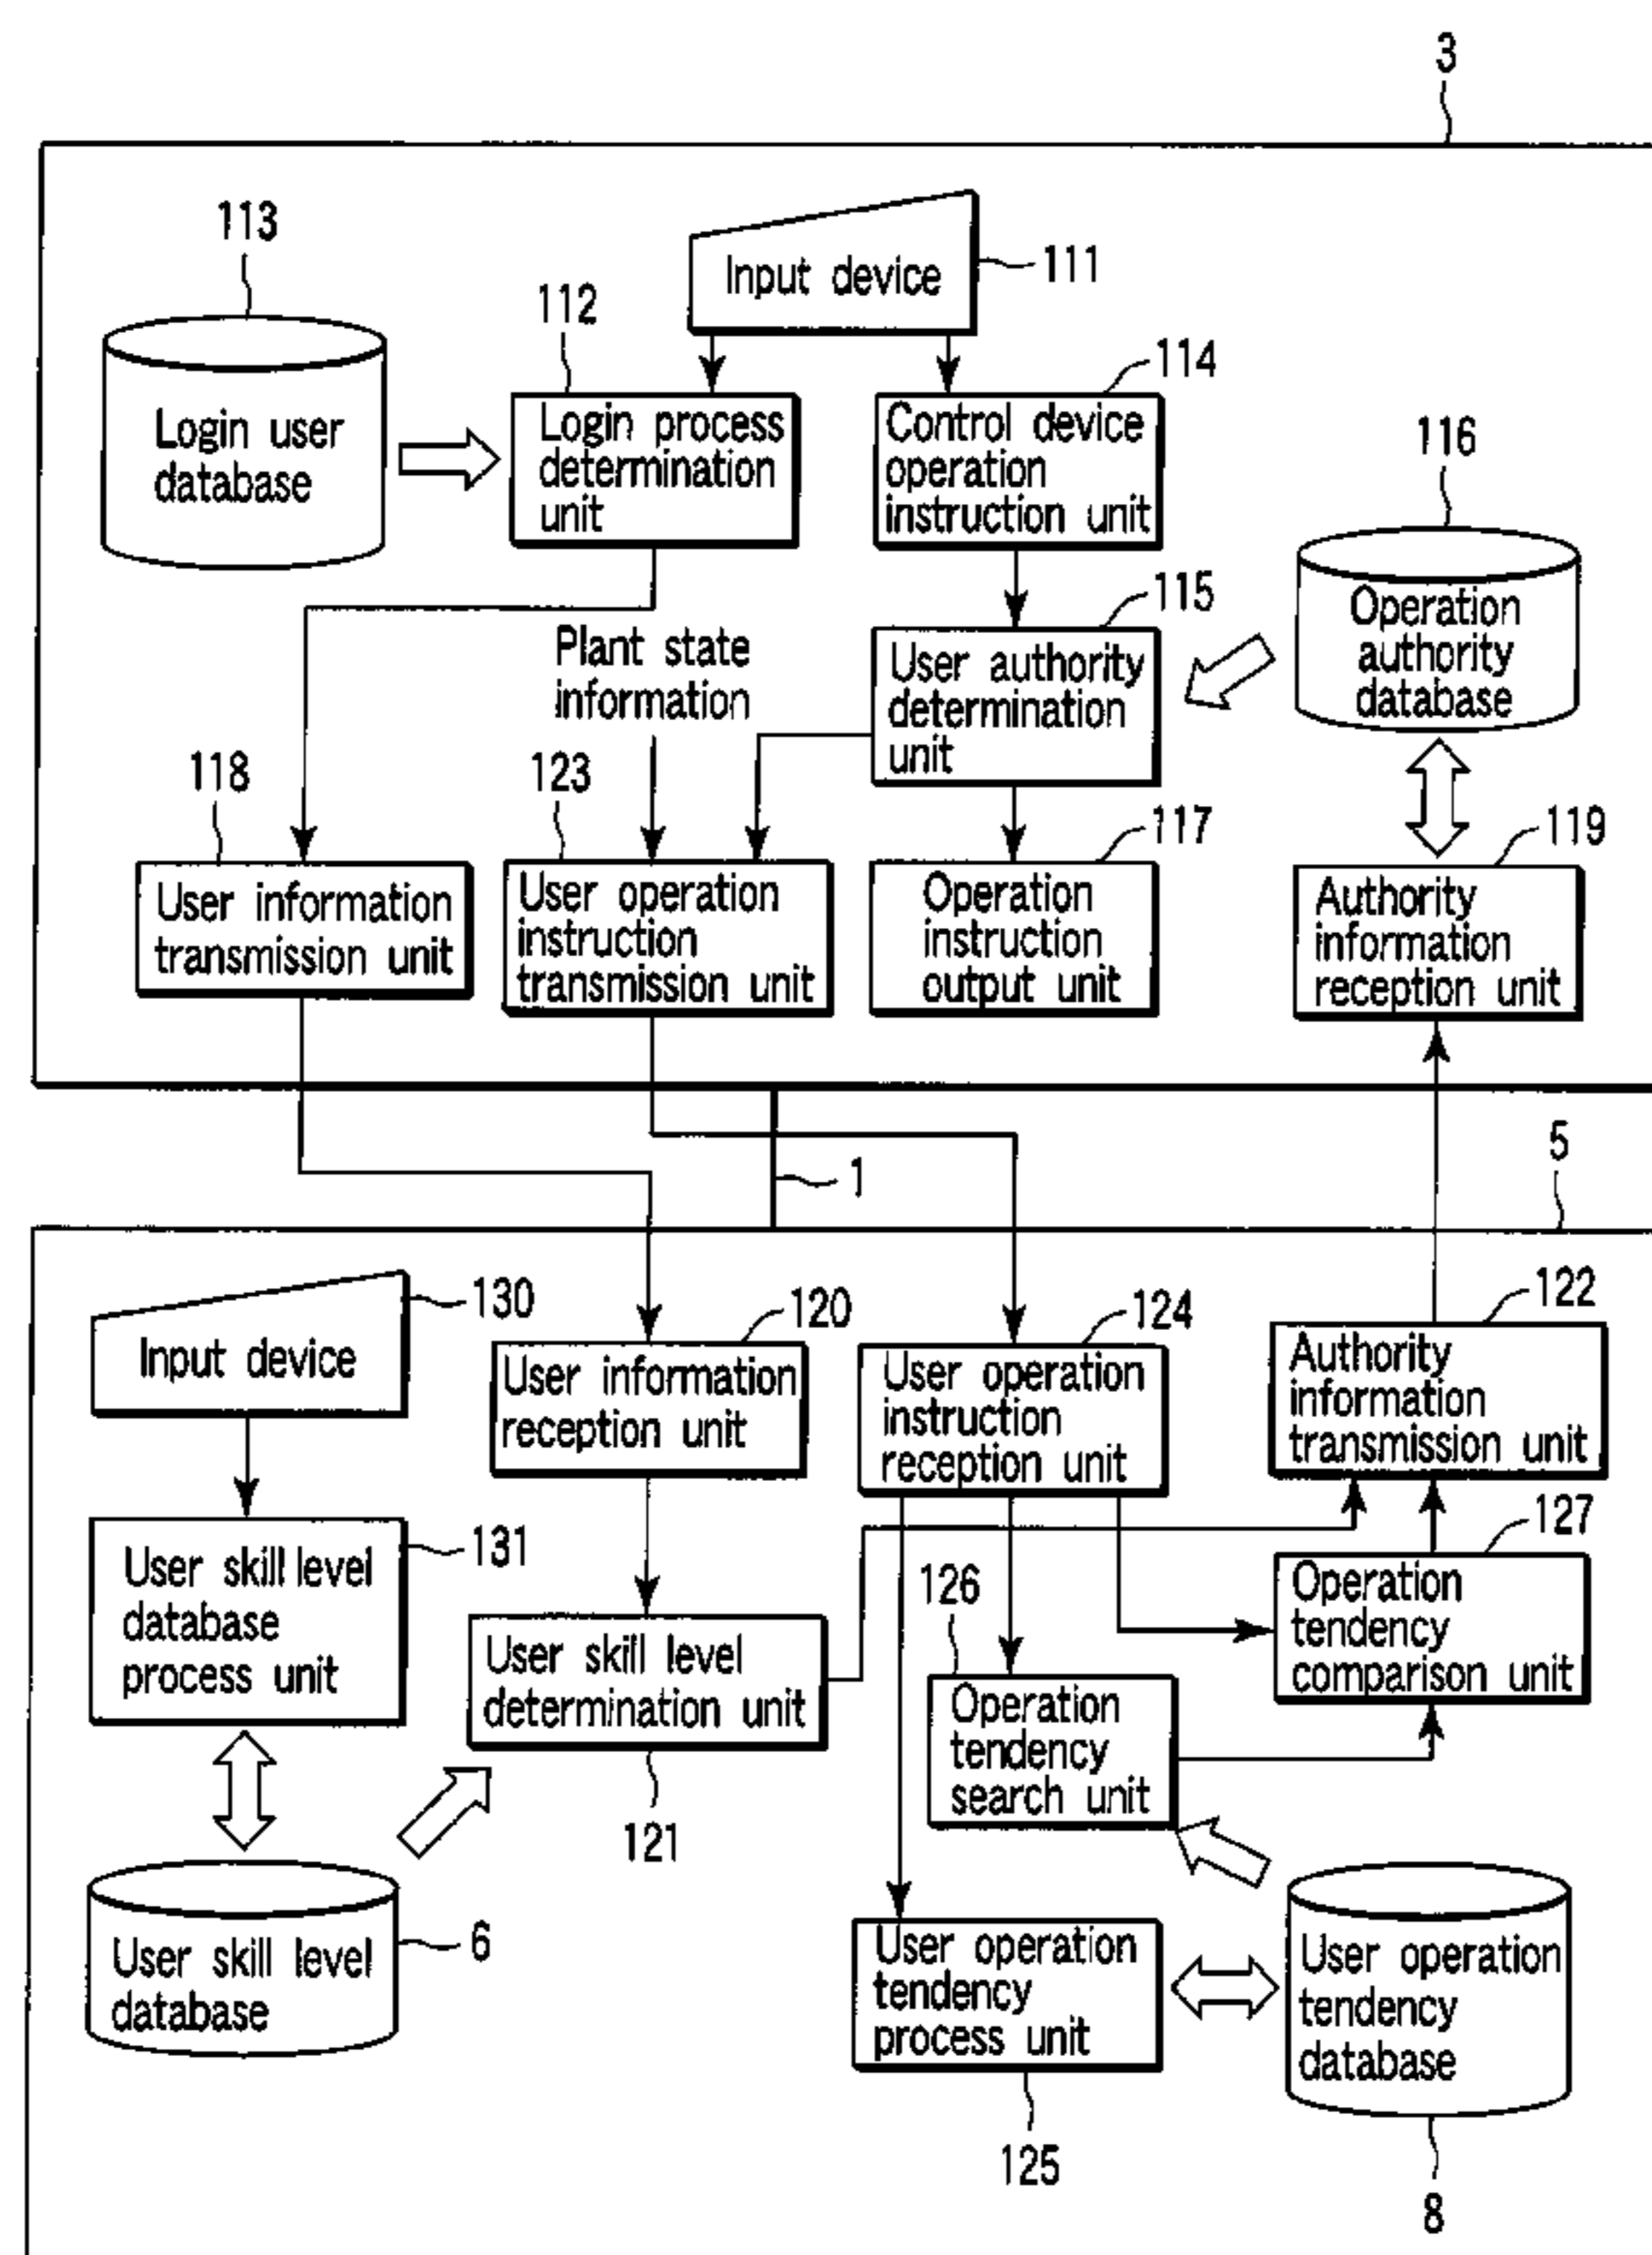 3
113
Input device
111
112
114
Login user
database
Login process
determination
unit
Control device
operation
instruction unit
116
115
Operation
authority
database
Plant state
information
User authority
determination
unit
118
123
117
119
User information
transmission unit
User operation
instruction
transmission unit
Operation
instruction
output unit
Authority
information
reception unit
1
5
130
120
124
122
Input device
User information
reception unit
User operation
instruction
reception unit
Authority
information
transmission unit
127
131
User skill level
database
process unit
126
Operation
tendency
comparison unit
User skill level
determination unit
Operation
tendency
search unit
121
6
User skill level
database
User operation
tendency
process unit
User operation
tendency
database
125
8